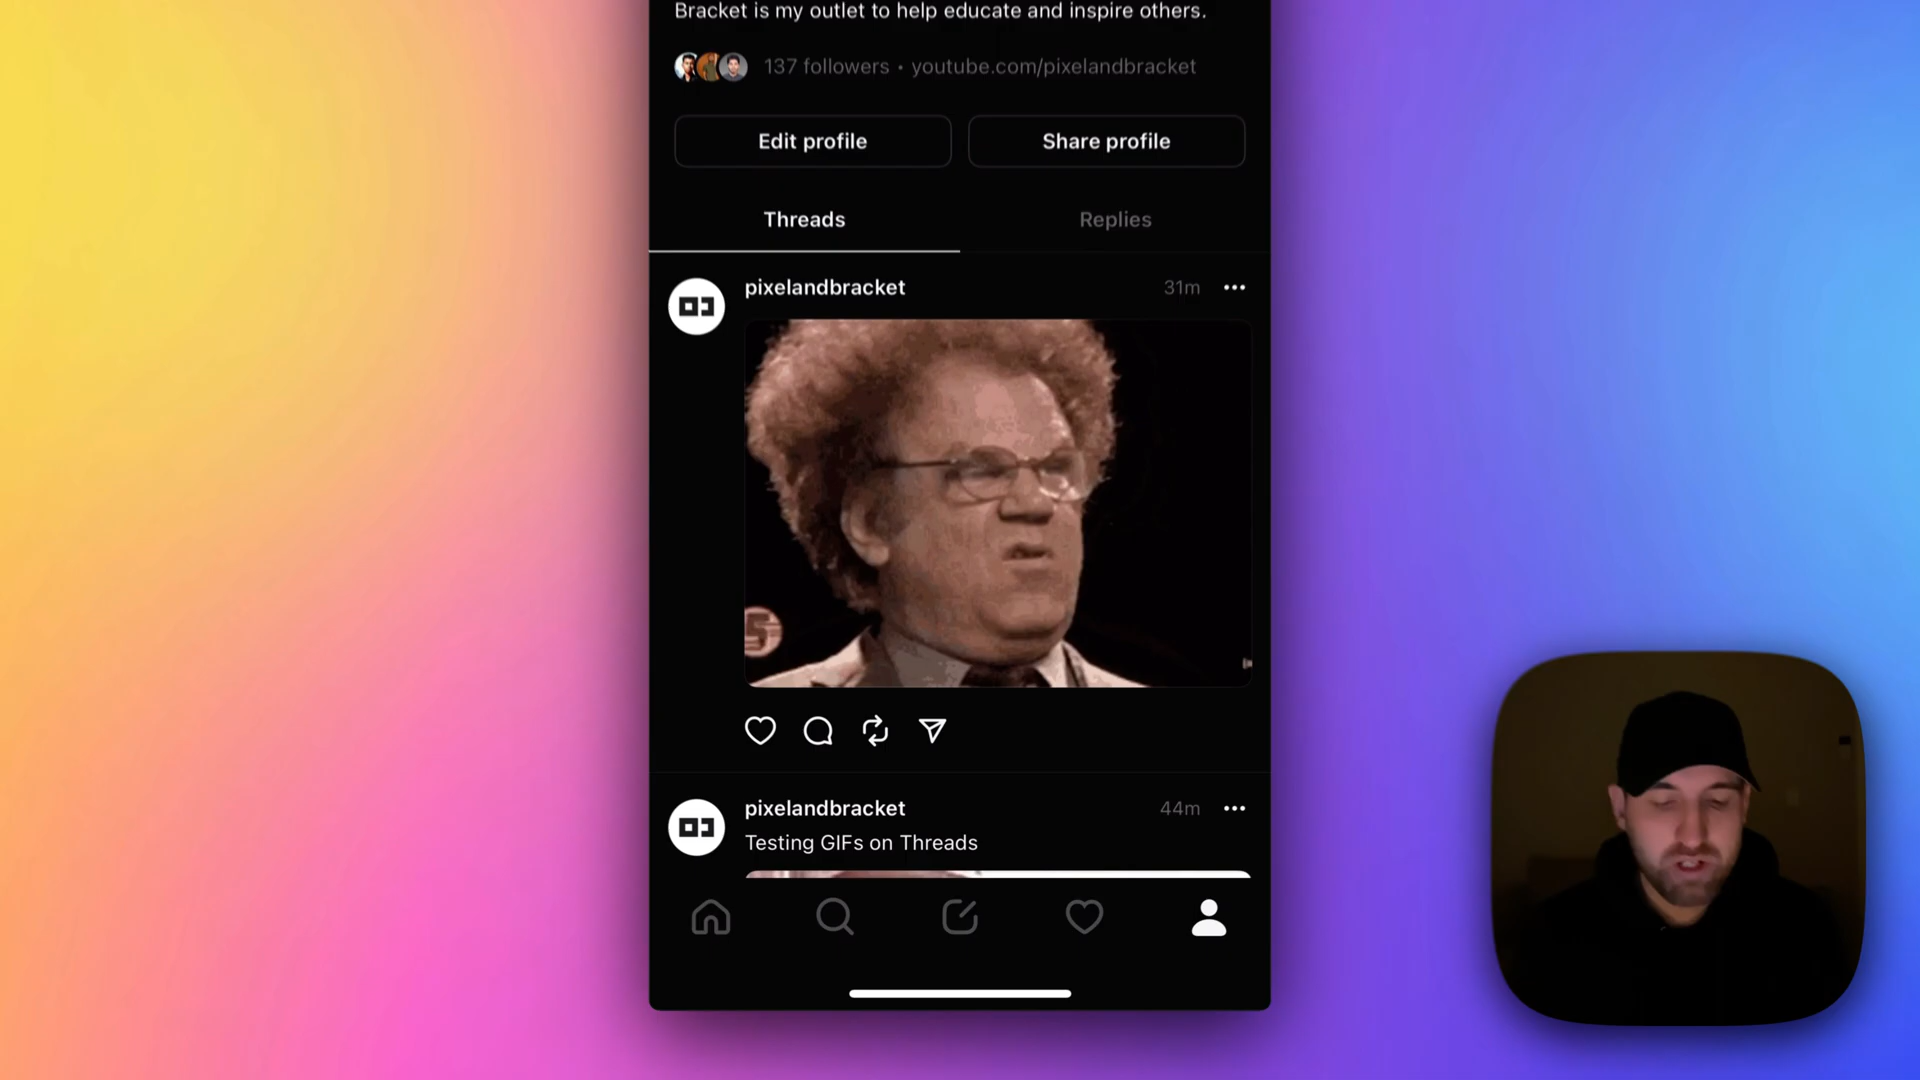 Bracket is my outlet to help educate and inspire others.
137 followers • youtube.com/pixelandbracket
Edit profile
Share profile
Threads
Replies
pixelandbracket
31m
5
pixelandbracket
44m
Testing GIFs on Threads